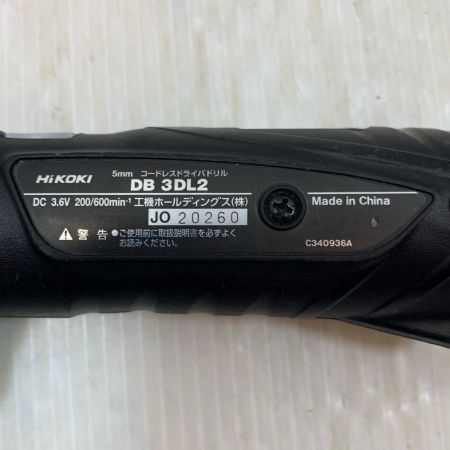 5mm コードレスドライバドリル
HiKOKI DB 3DL2
DC 3.6V 200/600min⁻¹ 工機ホールディングス(株)
JO 20260
Made in China
⚠ 警告 ●ご使用前に取扱説明書を必ずよく
お読みください。
C340936A